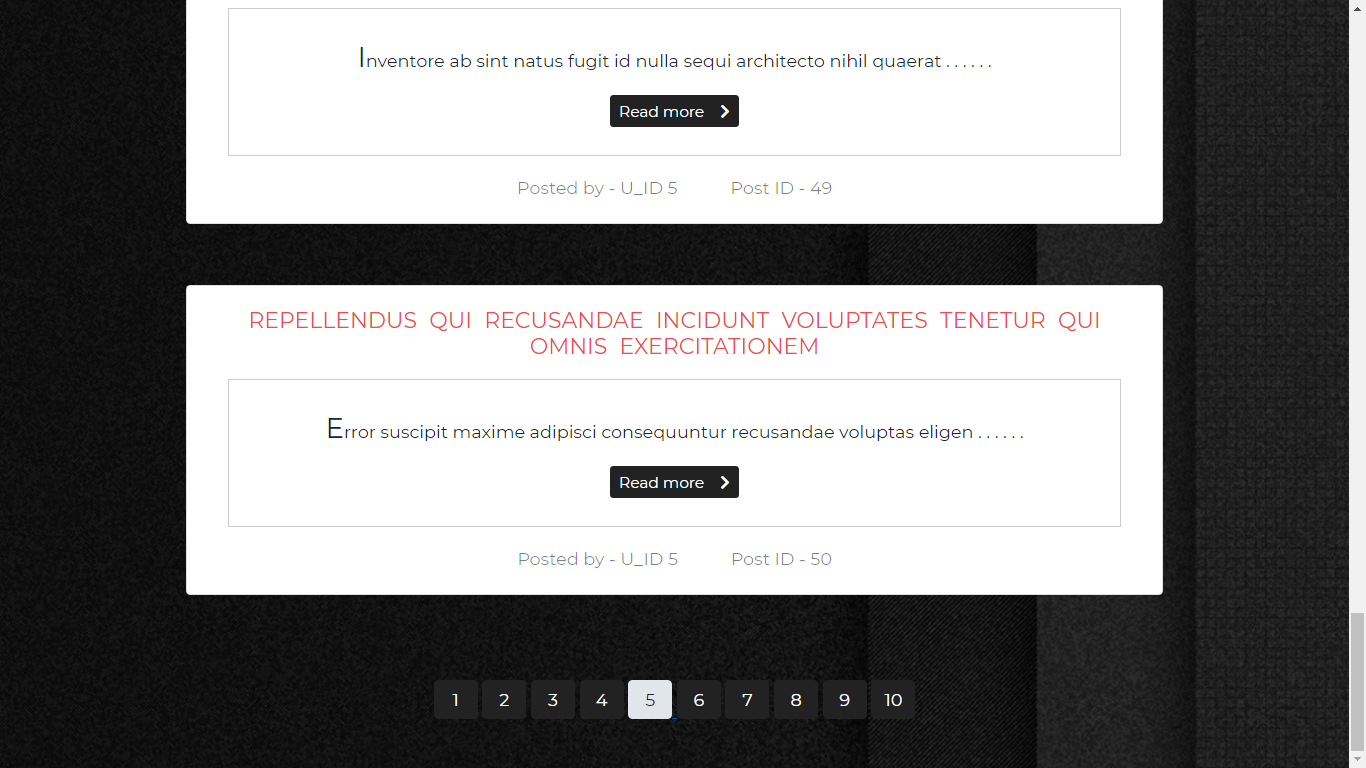 Inventore ab sint natus fugit id nulla sequi architecto nihil quaerat . . . . . .
Read more
Posted by - U_ID 5 Post ID - 49
REPELLENDUS QUI RECUSANDAE INCIDUNT VOLUPTATES TENETUR QUI
OMNIS EXERCITATIONEM
Error suscipit maxime adipisci consequuntur recusandae voluptas eligen . . . . . .
Read more
Posted by - U_ID 5 Post ID - 50
1 2 3 4 5 6 7 8 9 10